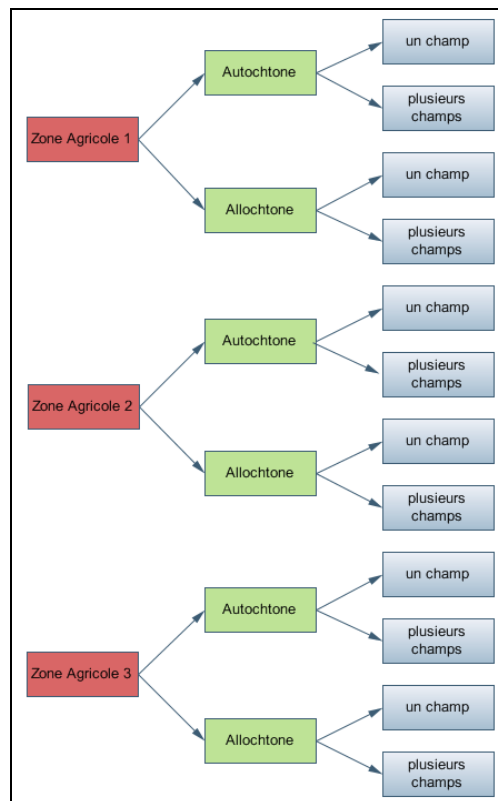 un champ
Autochtone
plusieurs
champs
Zone Agricole 1
un champ
Allochtone
plusieurs
champs
un champ
Autochtone
plusieurs
champs
Zone Agricole 2
un champ
Allochtone
plusieurs
champs
un champ
Autochtone
plusieurs
champs
Zone Agricole 3
un champ
Allochtone
plusieurs
champs